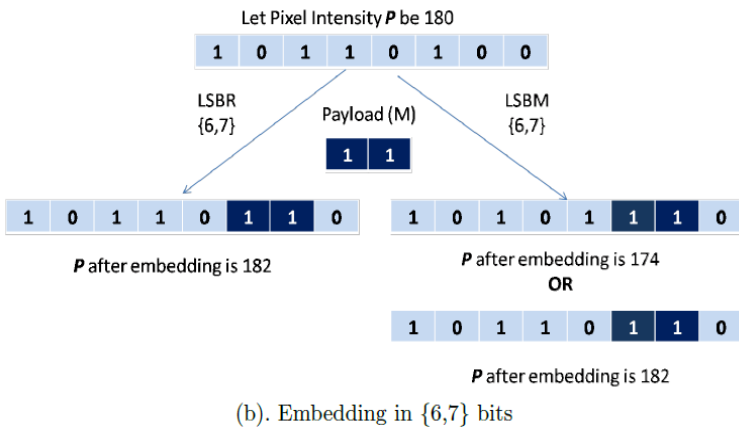 Let Pixel Intensity P be 180
1 0 1 1 0 1 0 0
LSBR
{6,7}
Payload (M)
1 1
LSBM
{6,7}
1 0 1 1 0 1 1 0
P after embedding is 182
1 0 1 0 1 1 1 0
P after embedding is 174
OR
1 0 1 1 0 1 1 0
P after embedding is 182
(b). Embedding in {6,7} bits